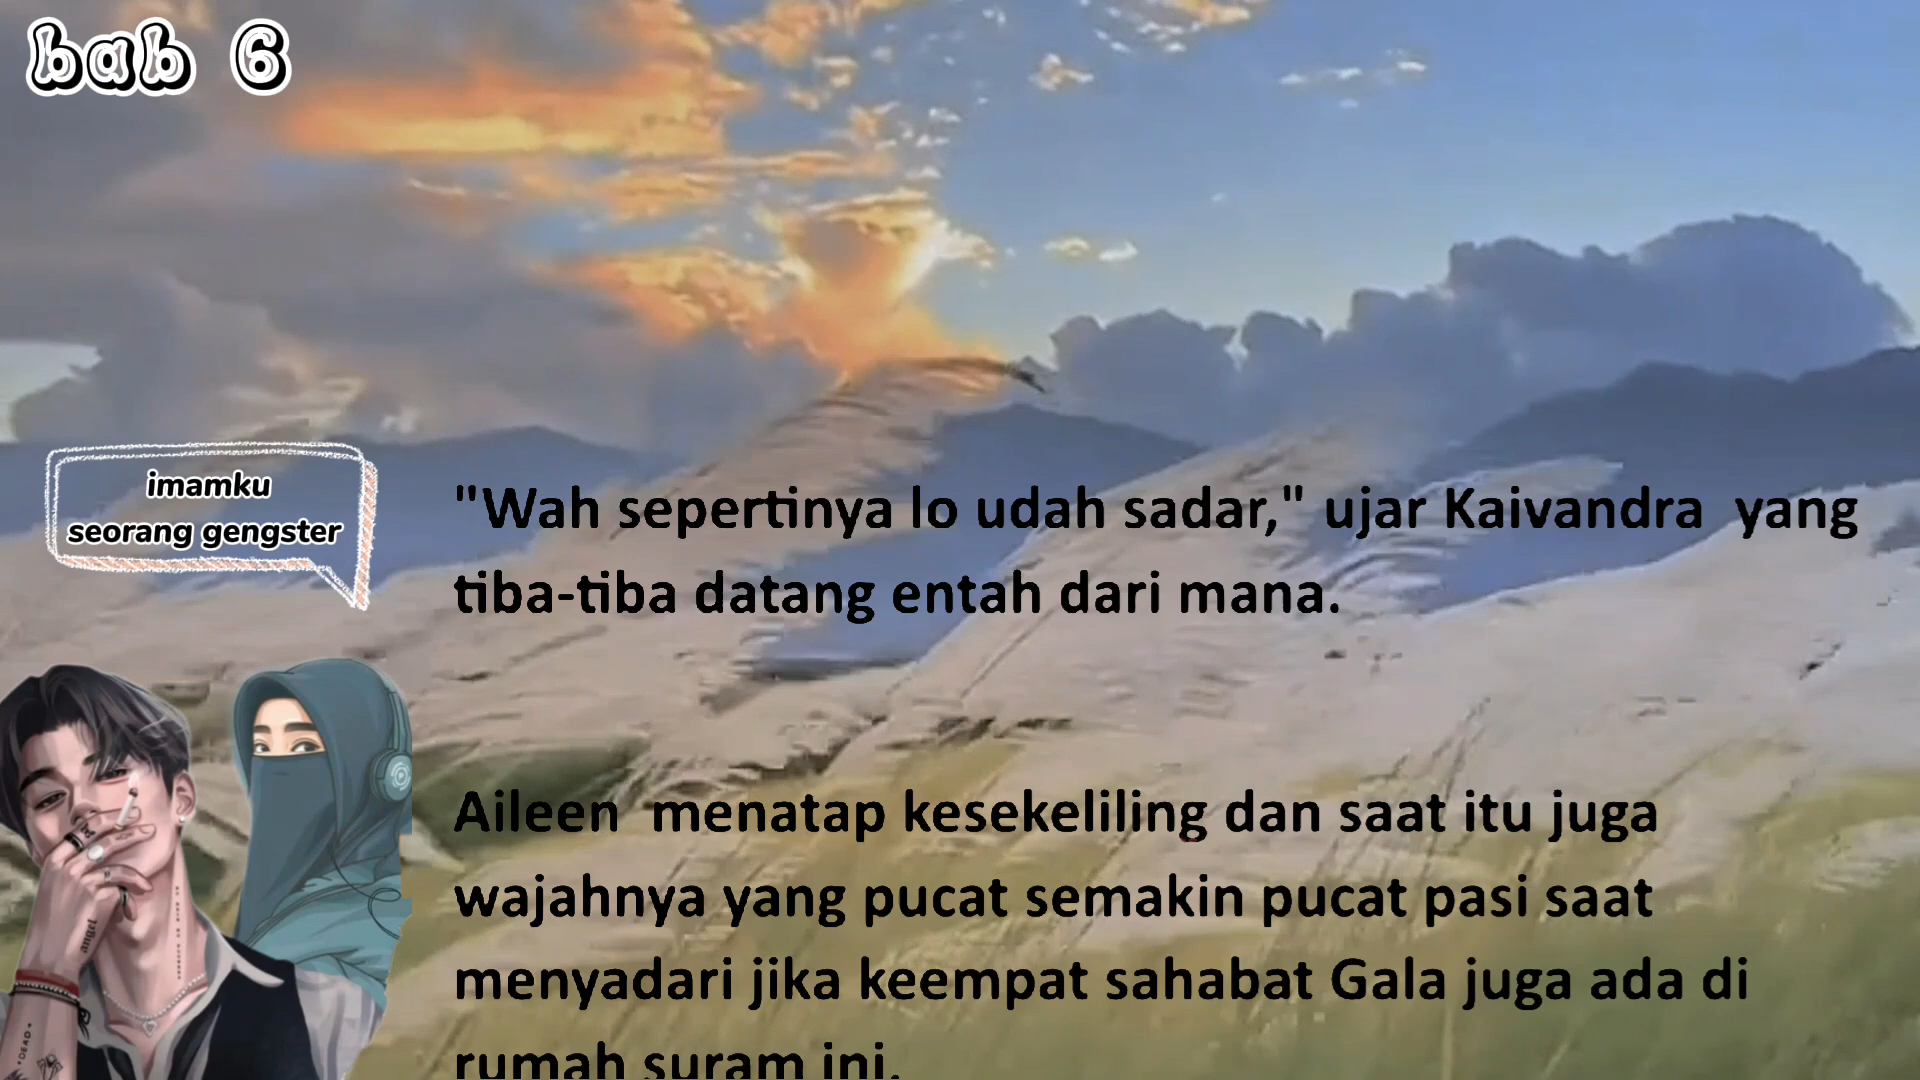 bab 6
imamku
seorang gengster
"Wah sepertinya lo udah sadar," ujar Kaivandra  yang
tiba-tiba datang entah dari mana.
Aileen  menatap kesekeliling dan saat itu juga
wajahnya yang pucat semakin pucat pasi saat
menyadari jika keempat sahabat Gala juga ada di
rumah suram ini.
angel
DEAD